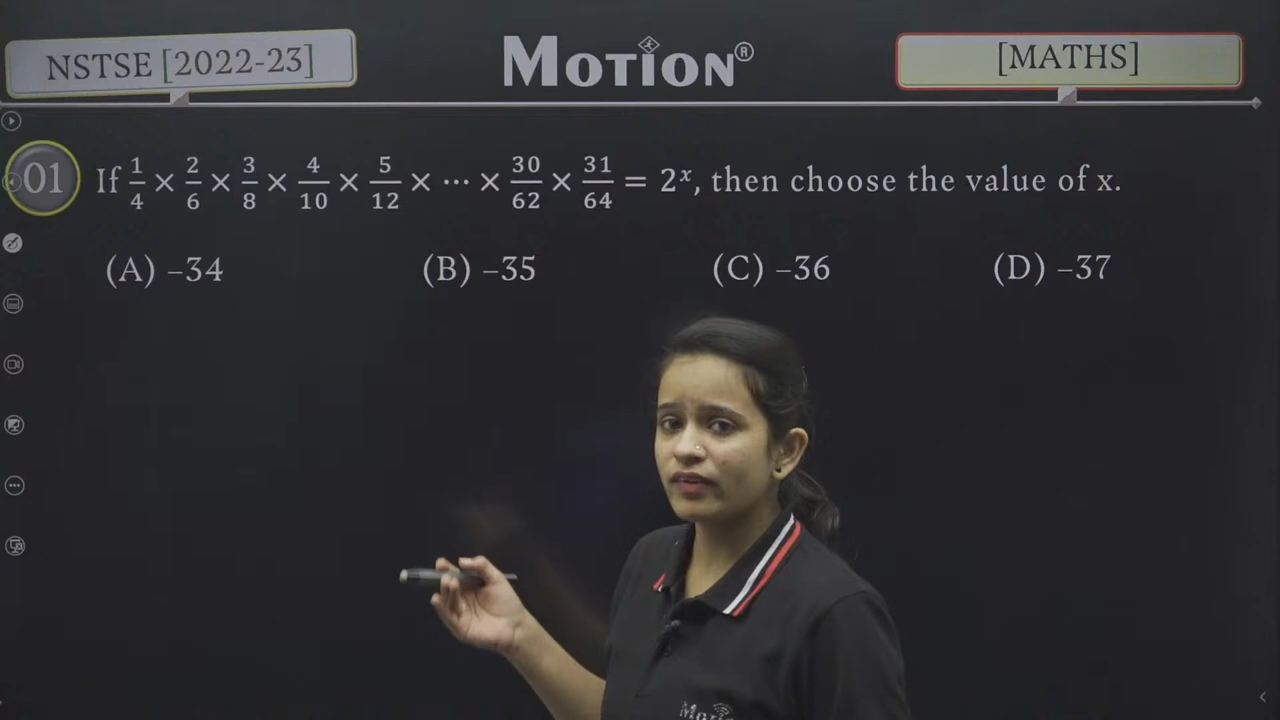 NSTSE [2022-23]
MOTION®
[MATHS]
01 If 1/4 × 2/6 × 3/8 × 4/10 × 5/12 × ⋯ × 30/62 × 31/64 = 2ˣ, then choose the value of x.
(A) –34 (B) –35 (C) –36 (D) –37